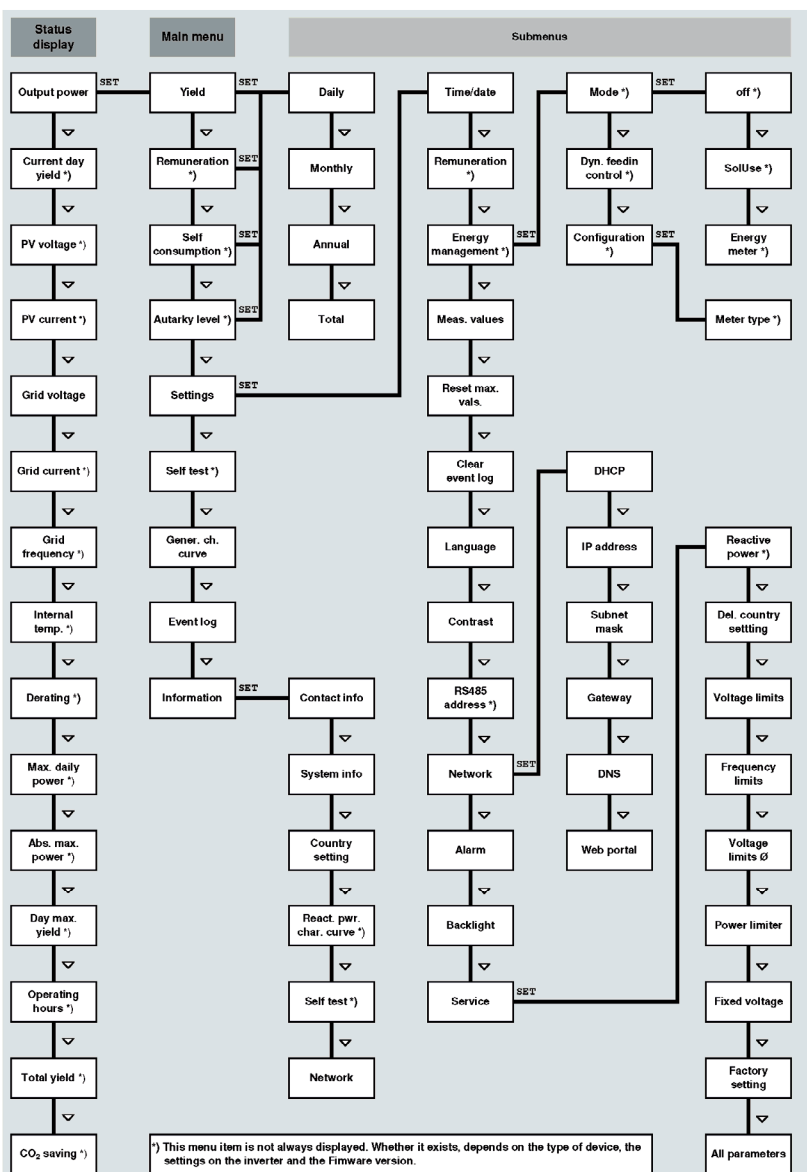 Status
display
Main menu
Submenus
Output power
SET
Yield
SET
Daily
Time/date
Mode *)
SET
off *)
Current day
yield *)
Remuneration
*)
SET
Monthly
Remuneration
*)
Dyn. feedin
control *)
SolUse *)
PV voltage *)
Self
consumption *)
SET
Annual
Energy
management *)
SET
Configuration
*)
SET
Energy
meter *)
PV current *)
Autarky level *)
SET
Total
Meas. values
Meter type *)
Grid voltage
Settings
SET
Reset max.
vals.
Grid current *)
Self test *)
Clear
event log
DHCP
Grid
frequency *)
Gener. ch.
curve
Language
IP address
Reactive
power *)
Internal
temp. *)
Event log
Contrast
Subnet
mask
Del. country
settting
Derating *)
Information
SET
Contact info
RS485
address *)
Gateway
Voltage limits
Max. daily
power *)
System info
Network
SET
DNS
Frequency
limits
Abs. max.
power *)
Country
setting
Alarm
Web portal
Voltage
limits Ø
Day max.
yield *)
React. pwr.
char. curve *)
Backlight
Power limiter
Operating
hours *)
Self test *)
Service
SET
Fixed voltage
Total yield *)
Network
Factory
setting
CO₂ saving *)
*) This menu item is not always displayed. Whether it exists, depends on the type of device, the
settings on the inverter and the Fimware version.
All parameters